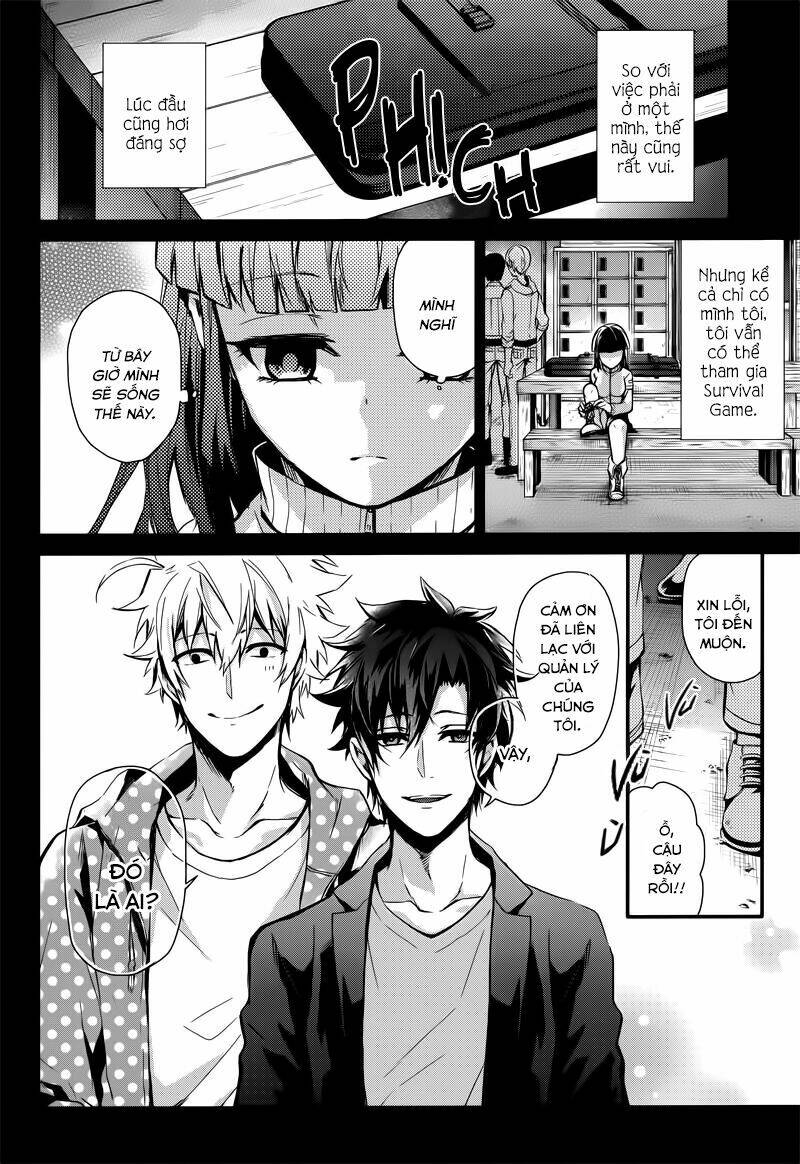 So với
việc phải
ở một
mình, thế
này cũng
rất vui.
PHỊCH
Lúc đầu
cũng hơi
đáng sợ
Nhưng kể
cả chỉ có
mình tôi,
tôi vẫn
có thể
tham gia
Survival
Game.
MÌNH
NGHĨ
TỪ BÂY
GIỜ MÌNH
SẼ SỐNG
THẾ NÀY.
XIN LỖI,
TÔI ĐẾN
MUỘN.
VÙ
VÙ
VÙ
Ồ,
CẬU
ĐÂY
RỒI!!
CẢM ƠN
ĐÃ LIÊN
LẠC VỚI
QUẢN LÝ
CỦA
CHÚNG
TÔI.
VẬY,
ĐÓ
LÀ AI?